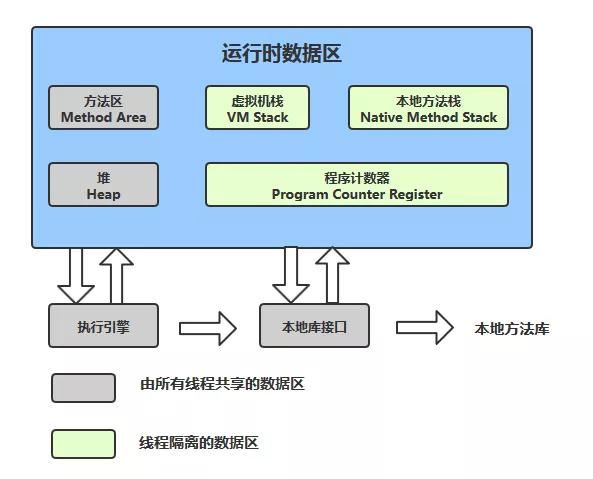 运行时数据区
方法区
Method Area
虚拟机栈
VM Stack
本地方法栈
Native Method Stack
堆
Heap
程序计数器
Program Counter Register
执行引擎
本地库接口
本地方法库
由所有线程共享的数据区
线程隔离的数据区